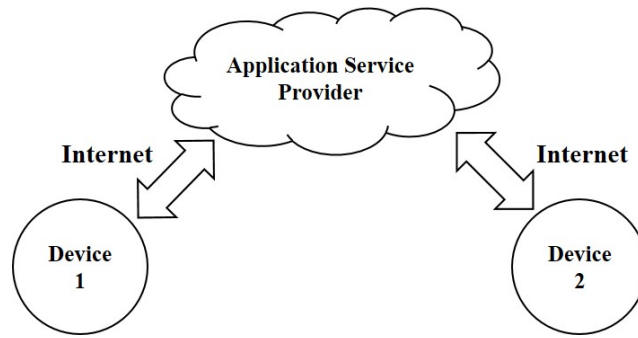 Application Service
Provider
Internet
Internet
Device
1
Device
2